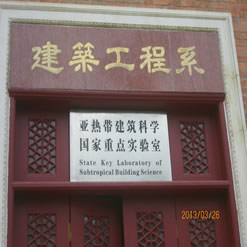 建築工程系
亚热带建筑科学
国家重点实验室
State Key Laboratory of
Subtropical Building Science
2013/03/26